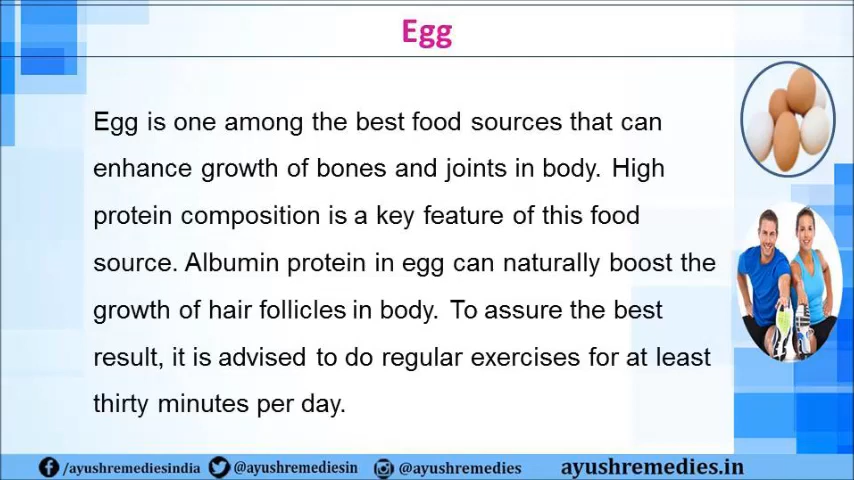 Egg
Egg is one among the best food sources that can
enhance growth of bones and joints in body. High
protein composition is a key feature of this food
source. Albumin protein in egg can naturally boost the
growth of hair follicles in body. To assure the best
result, it is advised to do regular exercises for at least
thirty minutes per day.
/ayushremediesindia @ayushremediesin @ayushremedies ayushremedies.in